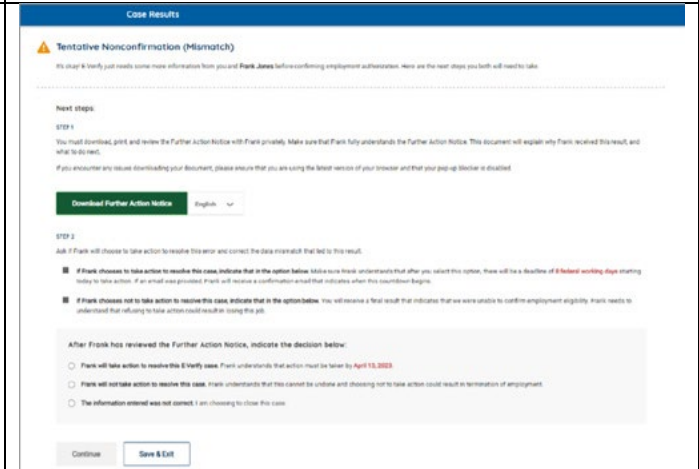 Case Results
Tentative Nonconfirmation (Mismatch)
It's okay! E-Verify just needs some more information from you and Frank Jones before confirming employment authorization. Here are the next steps you both will need to take.
Next steps:
STEP 1
You must download, print, and review the Further Action Notice with Frank privately. Make sure that Frank fully understands the Further Action Notice. This document will explain why Frank received this result, and
what to do next.
If you encounter any issues downloading your document, please ensure that you are using the latest version of your browser and that your pop-up blocker is disabled.
Download Further Action Notice
English
STEP 2
Ask if Frank will choose to take action to resolve this error and correct the data mismatch that led to this result.
If Frank chooses to take action to resolve this case, indicate that in the option below. Make sure Frank understands that after you select this option, there will be a deadline of 8 federal working days starting
today to take action. If an email was provided, Frank will receive a confirmation email that indicates when this countdown begins.
If Frank chooses not to take action to resolve this case, indicate that in the option below. You will receive a final result that indicates that we were unable to confirm employment eligibility. Frank needs to
understand that refusing to take action could result in losing the job.
After Frank has reviewed the Further Action Notice, indicate the decision below:
Frank will take action to resolve this E-Verify case. Frank understands that action must be taken by April 13, 2023.
Frank will not take action to resolve this case. Frank understands that this cannot be undone and choosing not to take action could result in termination of employment.
The information entered was not correct. I am choosing to close this case
Continue
Save & Exit